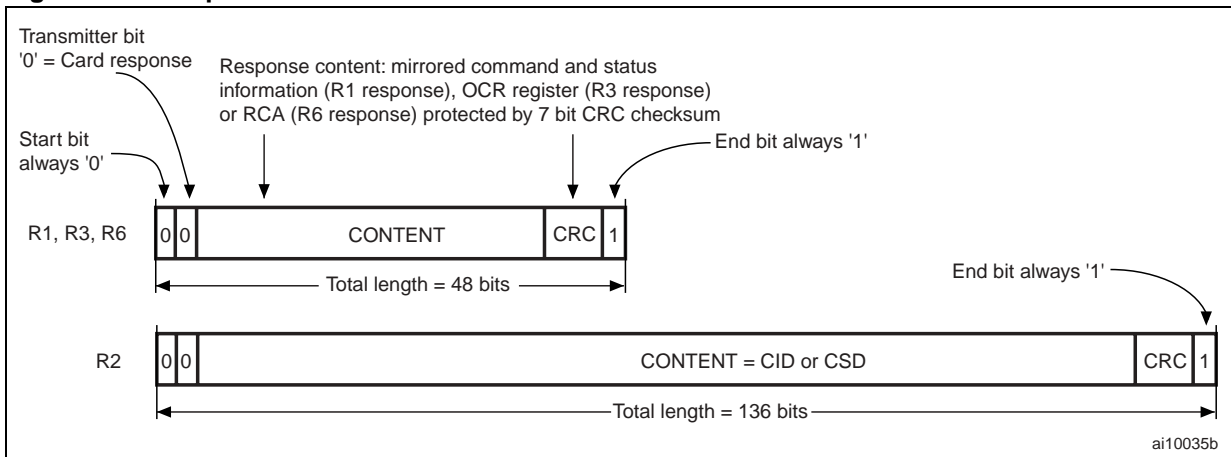 Transmitter bit
'0' = Card response
Response content: mirrored command and status
information (R1 response), OCR register (R3 response)
or RCA (R6 response) protected by 7 bit CRC checksum
Start bit
always '0'
End bit always '1'
R1, R3, R6
0 0 CONTENT CRC 1
Total length = 48 bits
End bit always '1'
R2
0 0 CONTENT = CID or CSD CRC 1
Total length = 136 bits
ai10035b